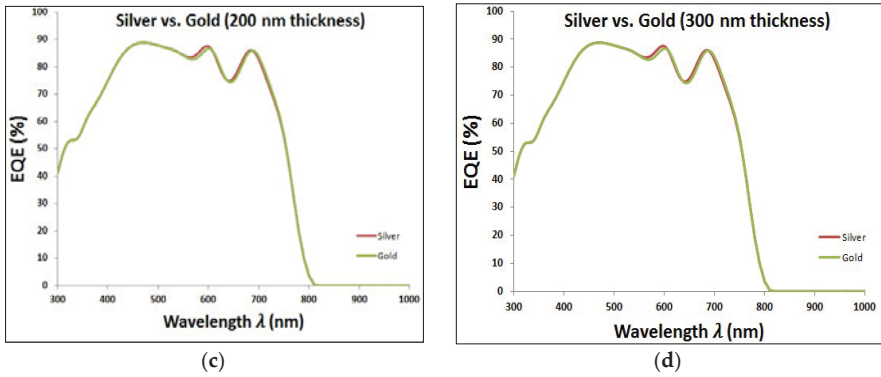 Silver vs. Gold (200 nm thickness)
EQE (%)
100
90
80
70
60
50
40
30
20
10
0
300 400 500 600 700 800 900 1000
Silver
Gold
Wavelength λ (nm)
(c)
Silver vs. Gold (300 nm thickness)
EQE (%)
100
90
80
70
60
50
40
30
20
10
0
300 400 500 600 700 800 900 1000
Silver
Gold
Wavelength λ (nm)
(d)